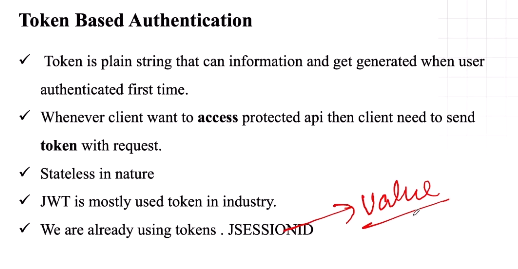 Token Based Authentication
✓ Token is plain string that can information and get generated when user
authenticated first time.
✓ Whenever client want to access protected api then client need to send
token with request.
✓ Stateless in nature
✓ JWT is mostly used token in industry.
✓ We are already using tokens . JSESSIONID
value